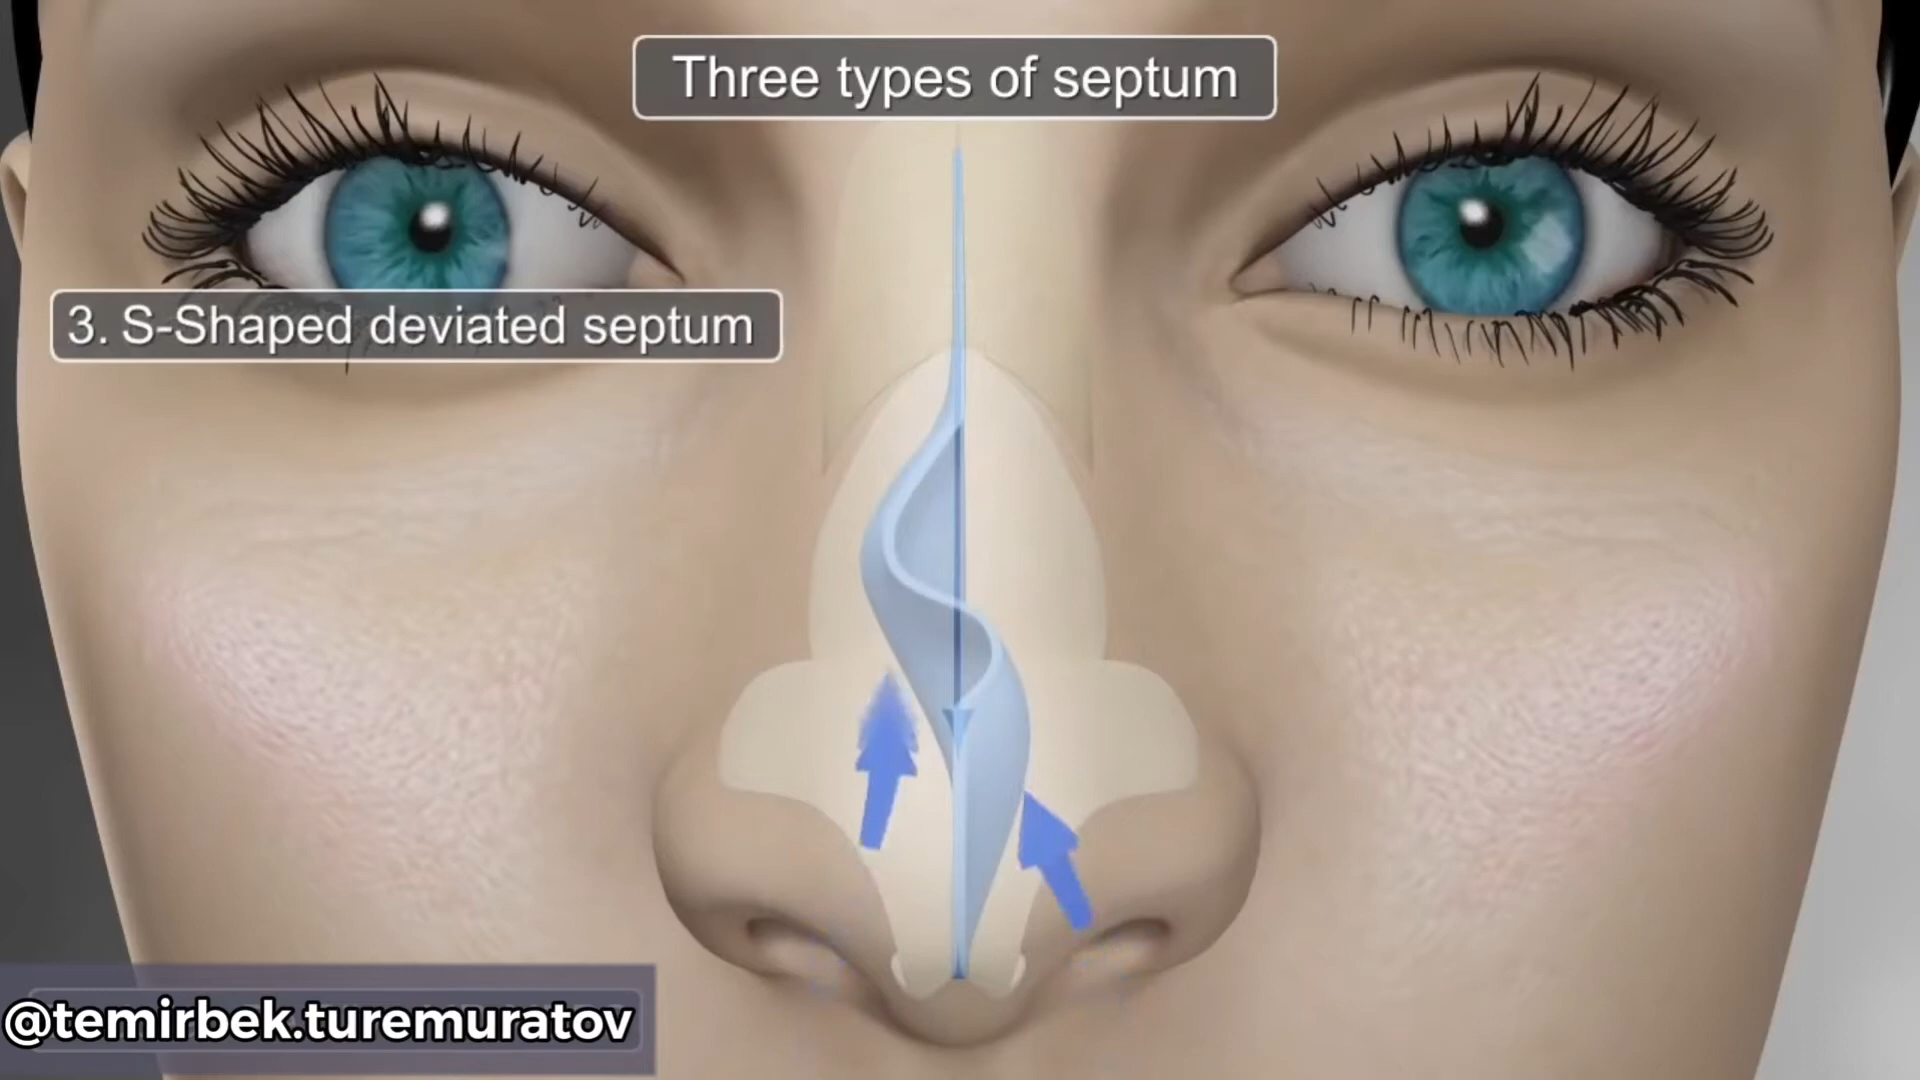 Three types of septum
3. S-Shaped deviated septum
@temirbek.turemuratov